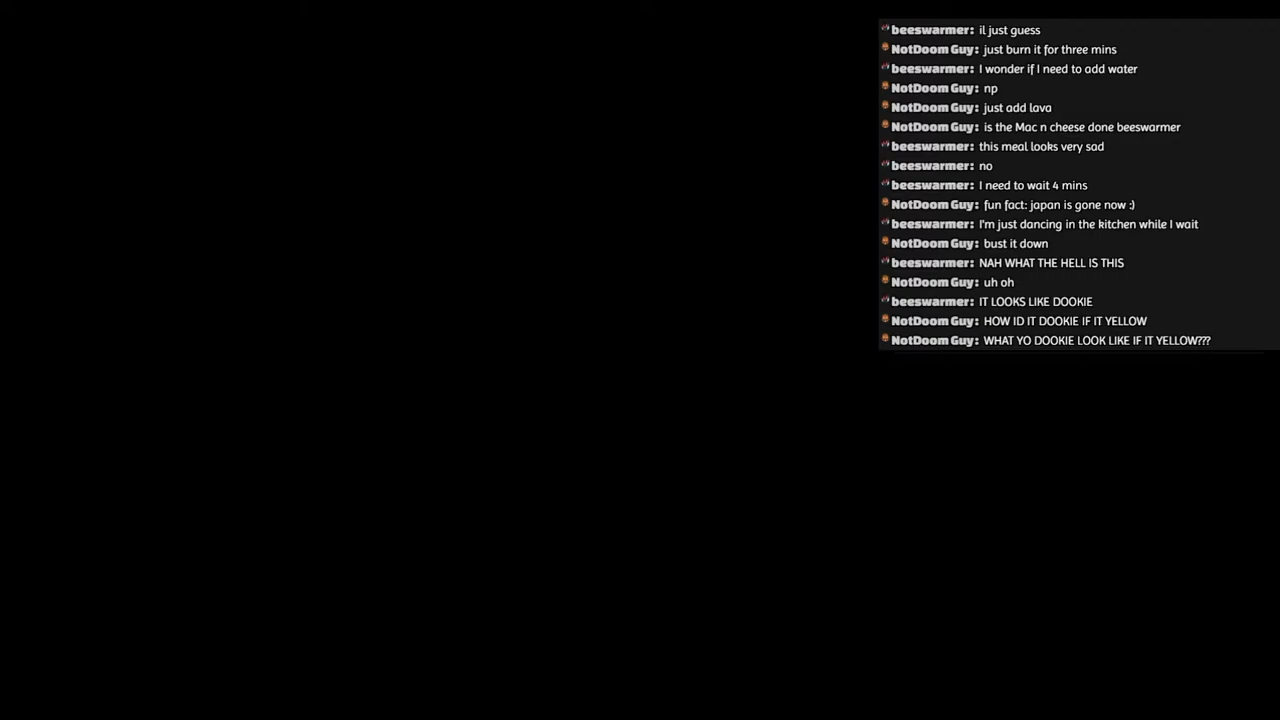 beeswarmer: il just guess
NotDoom Guy: just burn it for three mins
beeswarmer: I wonder if I need to add water
NotDoom Guy: np
NotDoom Guy: just add lava
NotDoom Guy: is the Mac n cheese done beeswarmer
beeswarmer: this meal looks very sad
beeswarmer: no
beeswarmer: I need to wait 4 mins
NotDoom Guy: fun fact: japan is gone now :)
beeswarmer: I'm just dancing in the kitchen while I wait
NotDoom Guy: bust it down
beeswarmer: NAH WHAT THE HELL IS THIS
NotDoom Guy: uh oh
beeswarmer: IT LOOKS LIKE DOOKIE
NotDoom Guy: HOW ID IT DOOKIE IF IT YELLOW
NotDoom Guy: WHAT YO DOOKIE LOOK LIKE IF IT YELLOW???